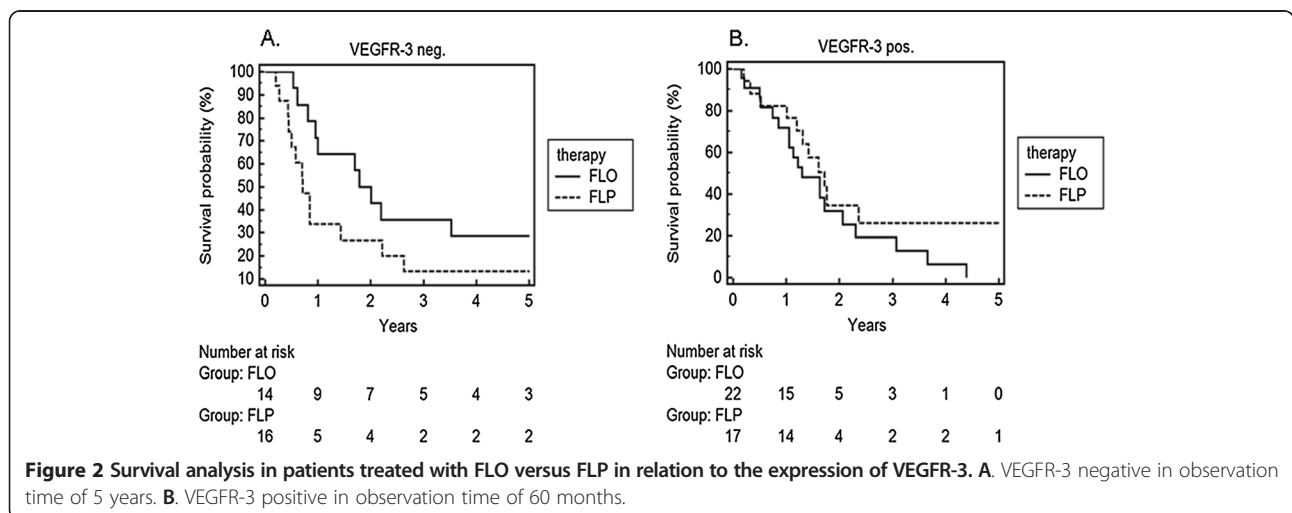 A.
VEGFR-3 neg.
Survival probability (%)
100
90
80
70
60
50
40
30
20
10
0 1 2 3 4 5
Years
therapy
FLO
FLP
Number at risk
Group: FLO
14 9 7 5 4 3
Group: FLP
16 5 4 2 2 2
B.
VEGFR-3 pos.
Survival probability (%)
100
80
60
40
20
0
0 1 2 3 4 5
Years
therapy
FLO
FLP
Number at risk
Group: FLO
22 15 5 3 1 0
Group: FLP
17 14 4 2 2 1
Figure 2 Survival analysis in patients treated with FLO versus FLP in relation to the expression of VEGFR-3. A. VEGFR-3 negative in observation
time of 5 years. B. VEGFR-3 positive in observation time of 60 months.